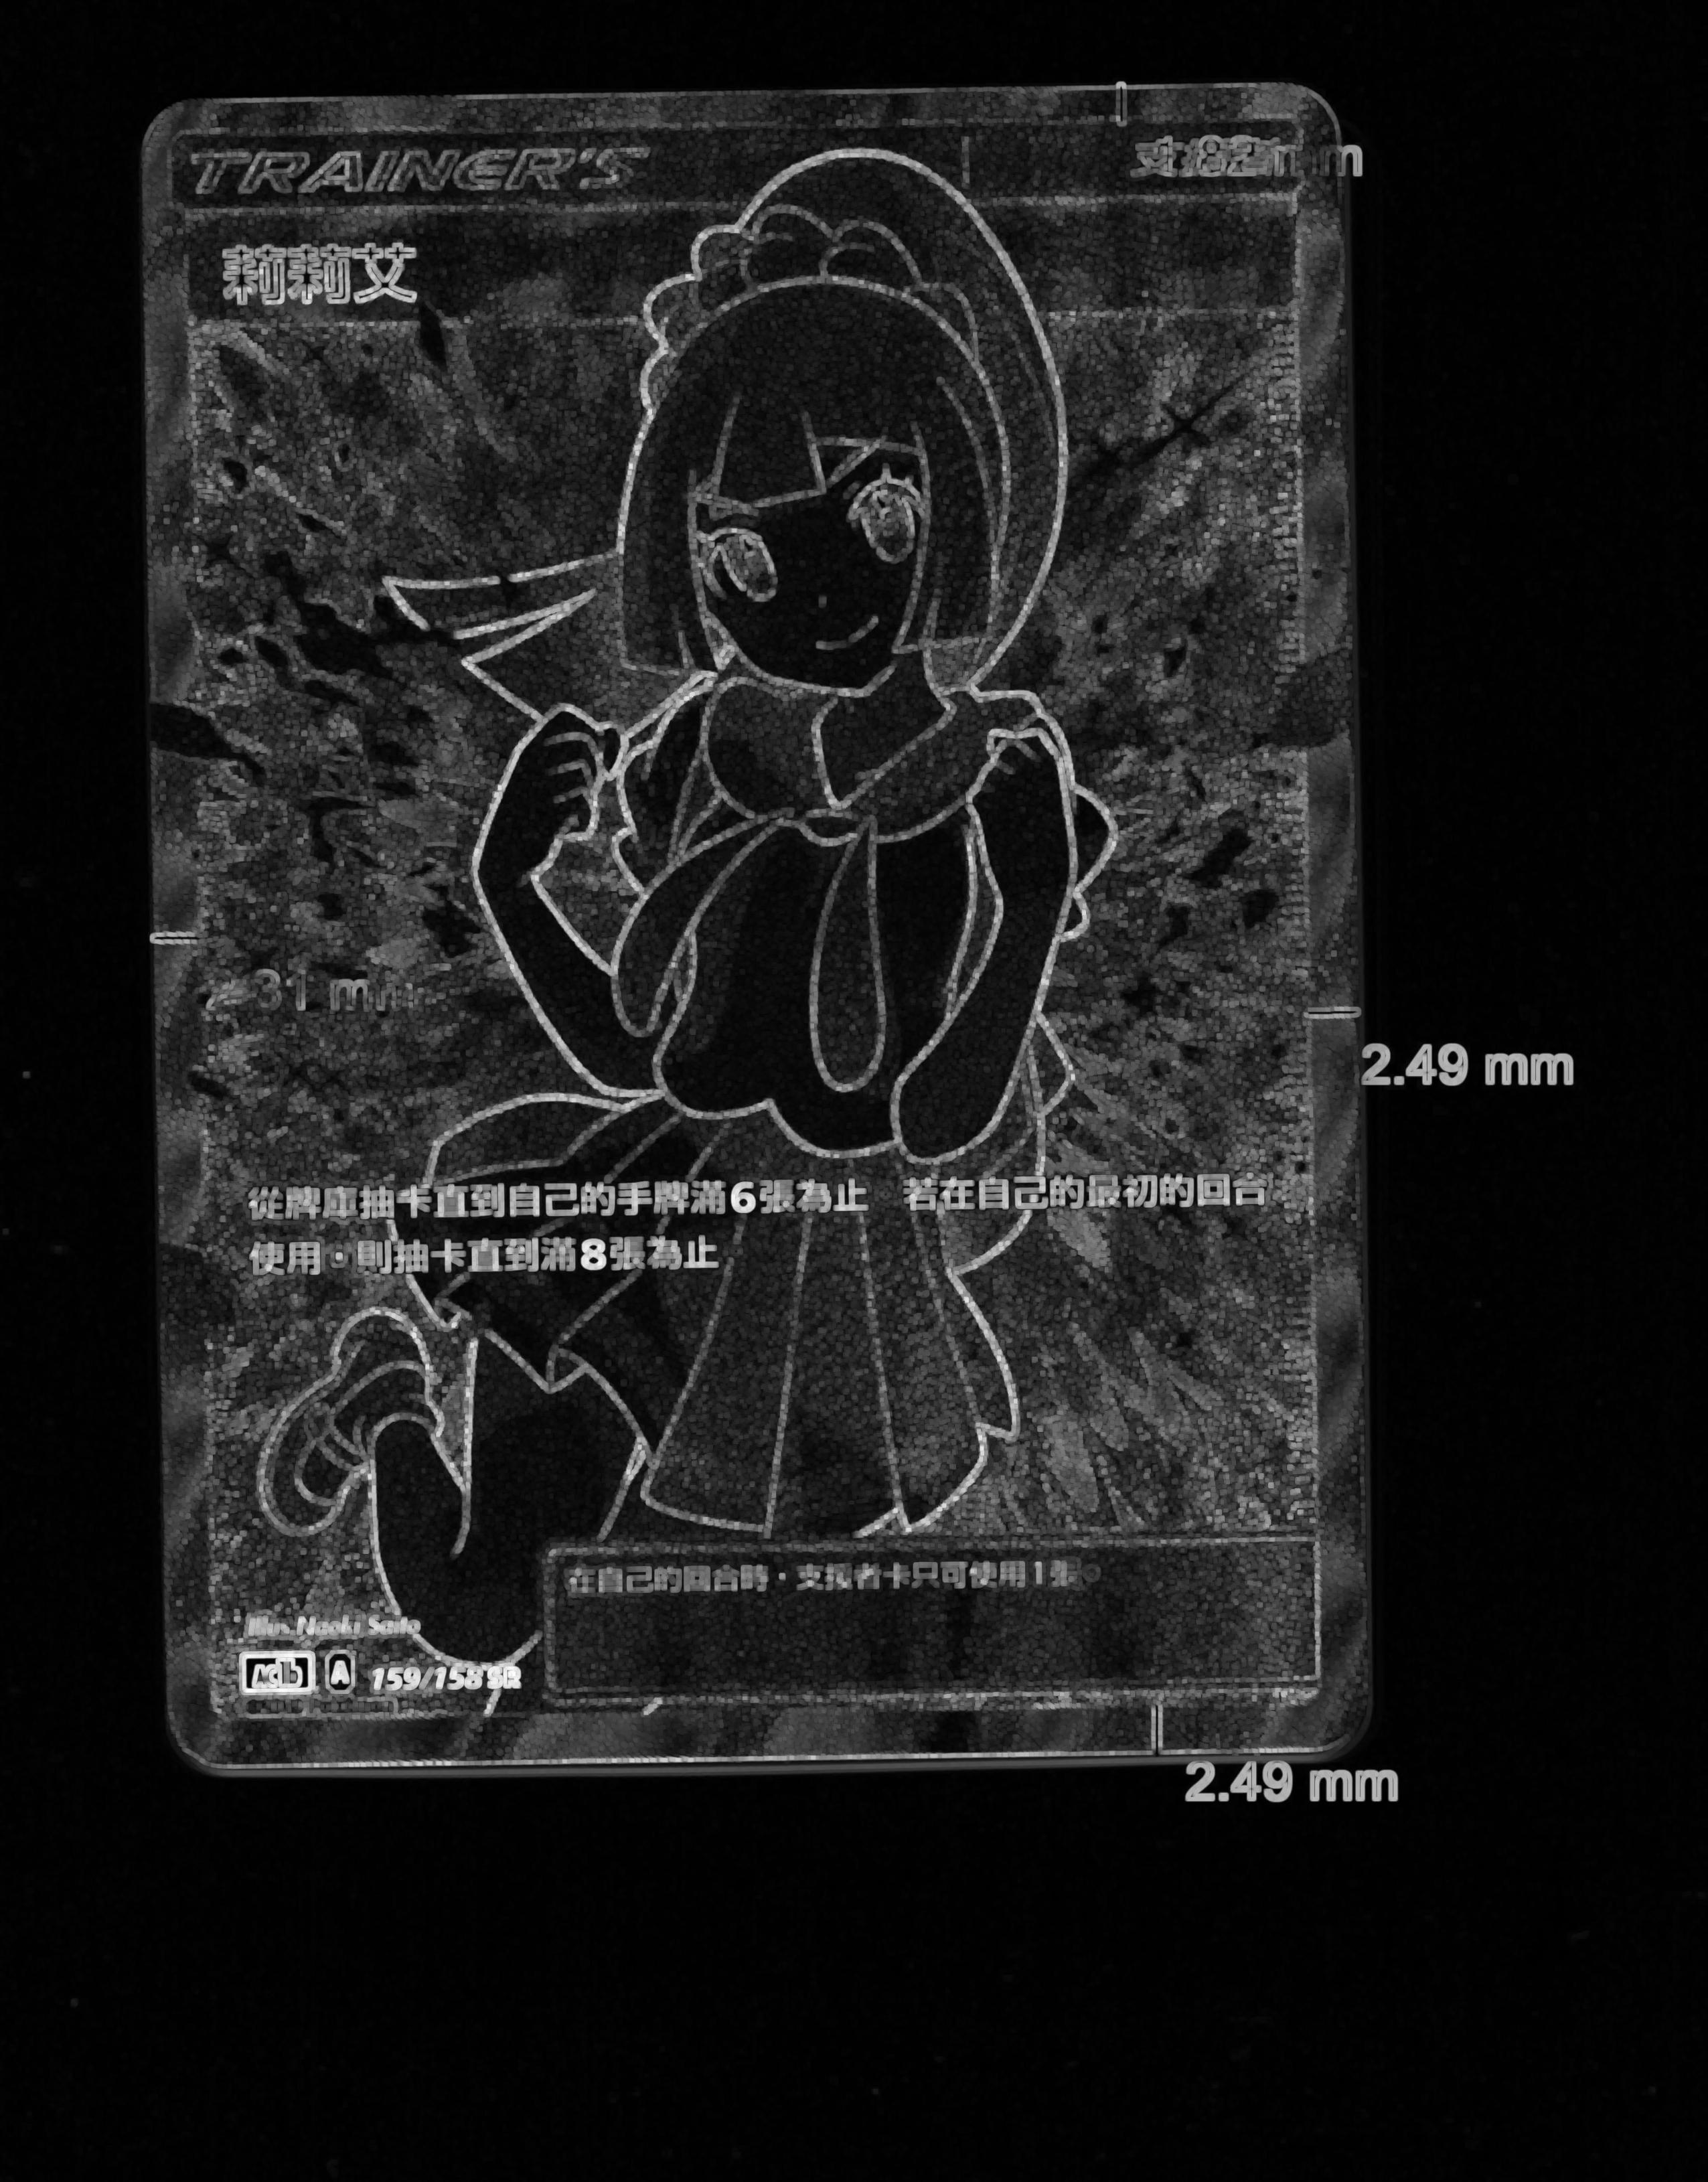 TRAINER'S
莉莉艾
從牌庫抽卡直到自己的手牌滿6張為止。若在自己的最初的回合
使用,則抽卡直到滿8張為止
2.49 mm
在自己的回合時,支援者卡只可使用1張。
Illus. Naoki Saito
AC1b A 159/158 SR
2.49 mm